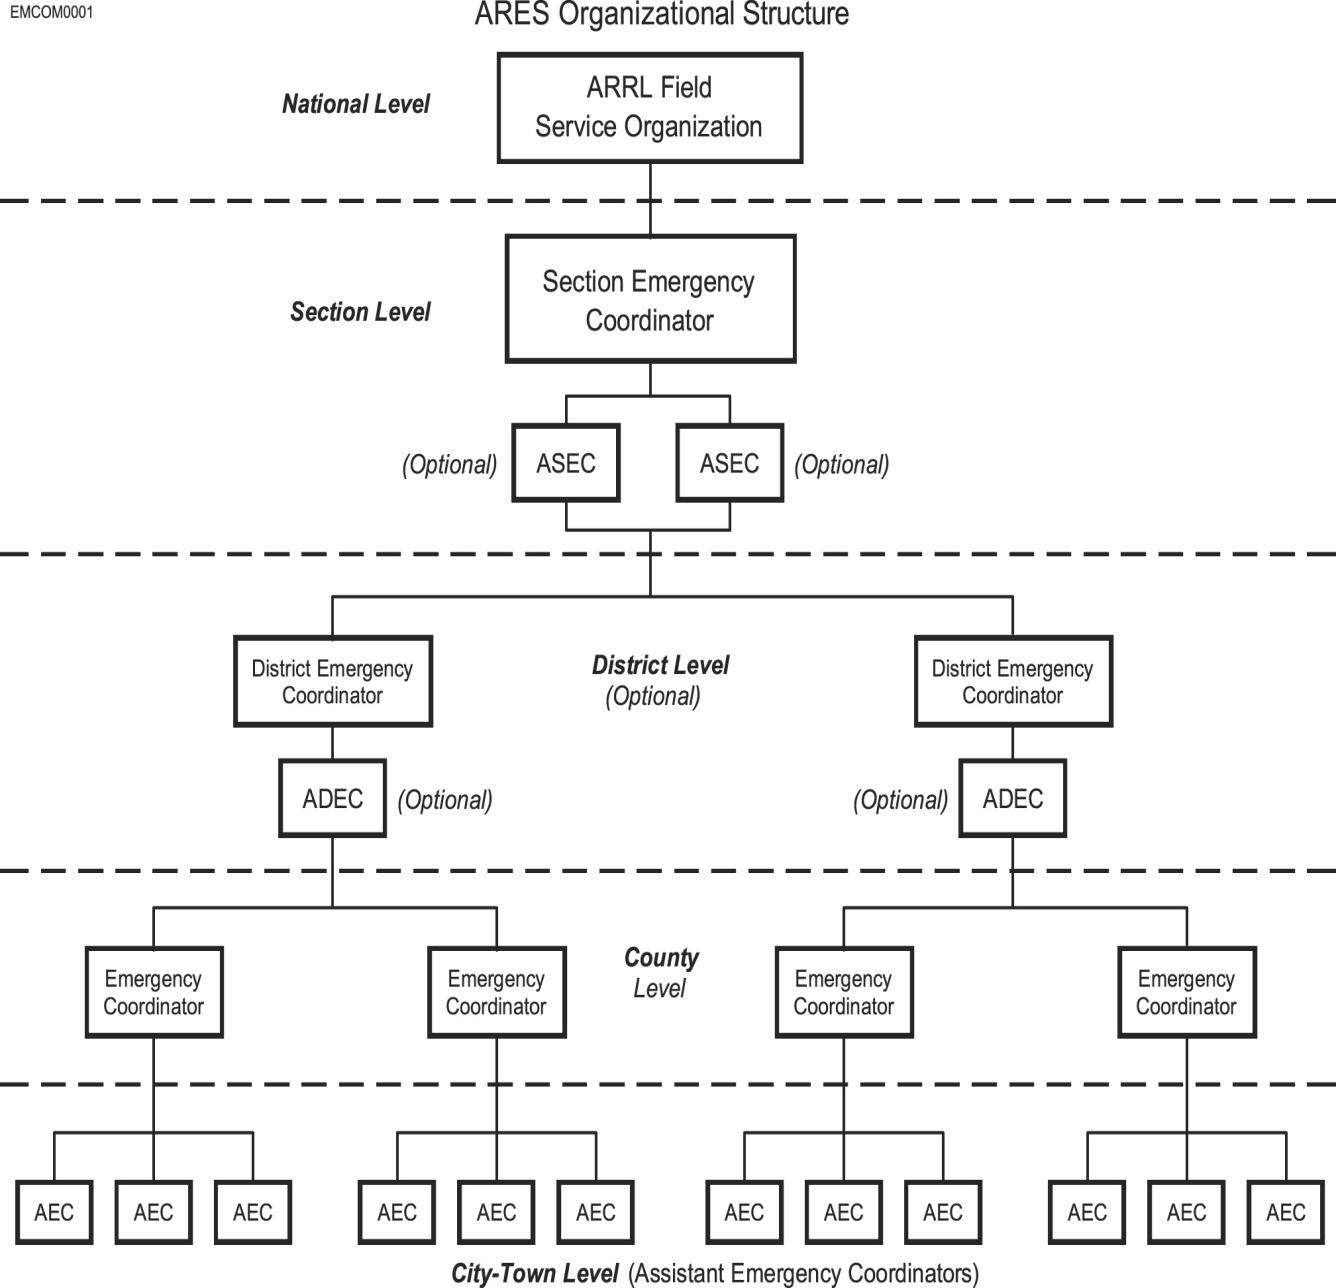 EMCOM0001
ARES Organizational Structure
National Level
ARRL Field
Service Organization
Section Level
Section Emergency
Coordinator
(Optional) ASEC ASEC (Optional)
District Emergency
Coordinator
District Level
(Optional)
District Emergency
Coordinator
ADEC (Optional) (Optional) ADEC
Emergency
Coordinator
Emergency
Coordinator
County
Level
Emergency
Coordinator
Emergency
Coordinator
AEC AEC AEC AEC AEC AEC AEC AEC AEC AEC AEC AEC
City-Town Level (Assistant Emergency Coordinators)